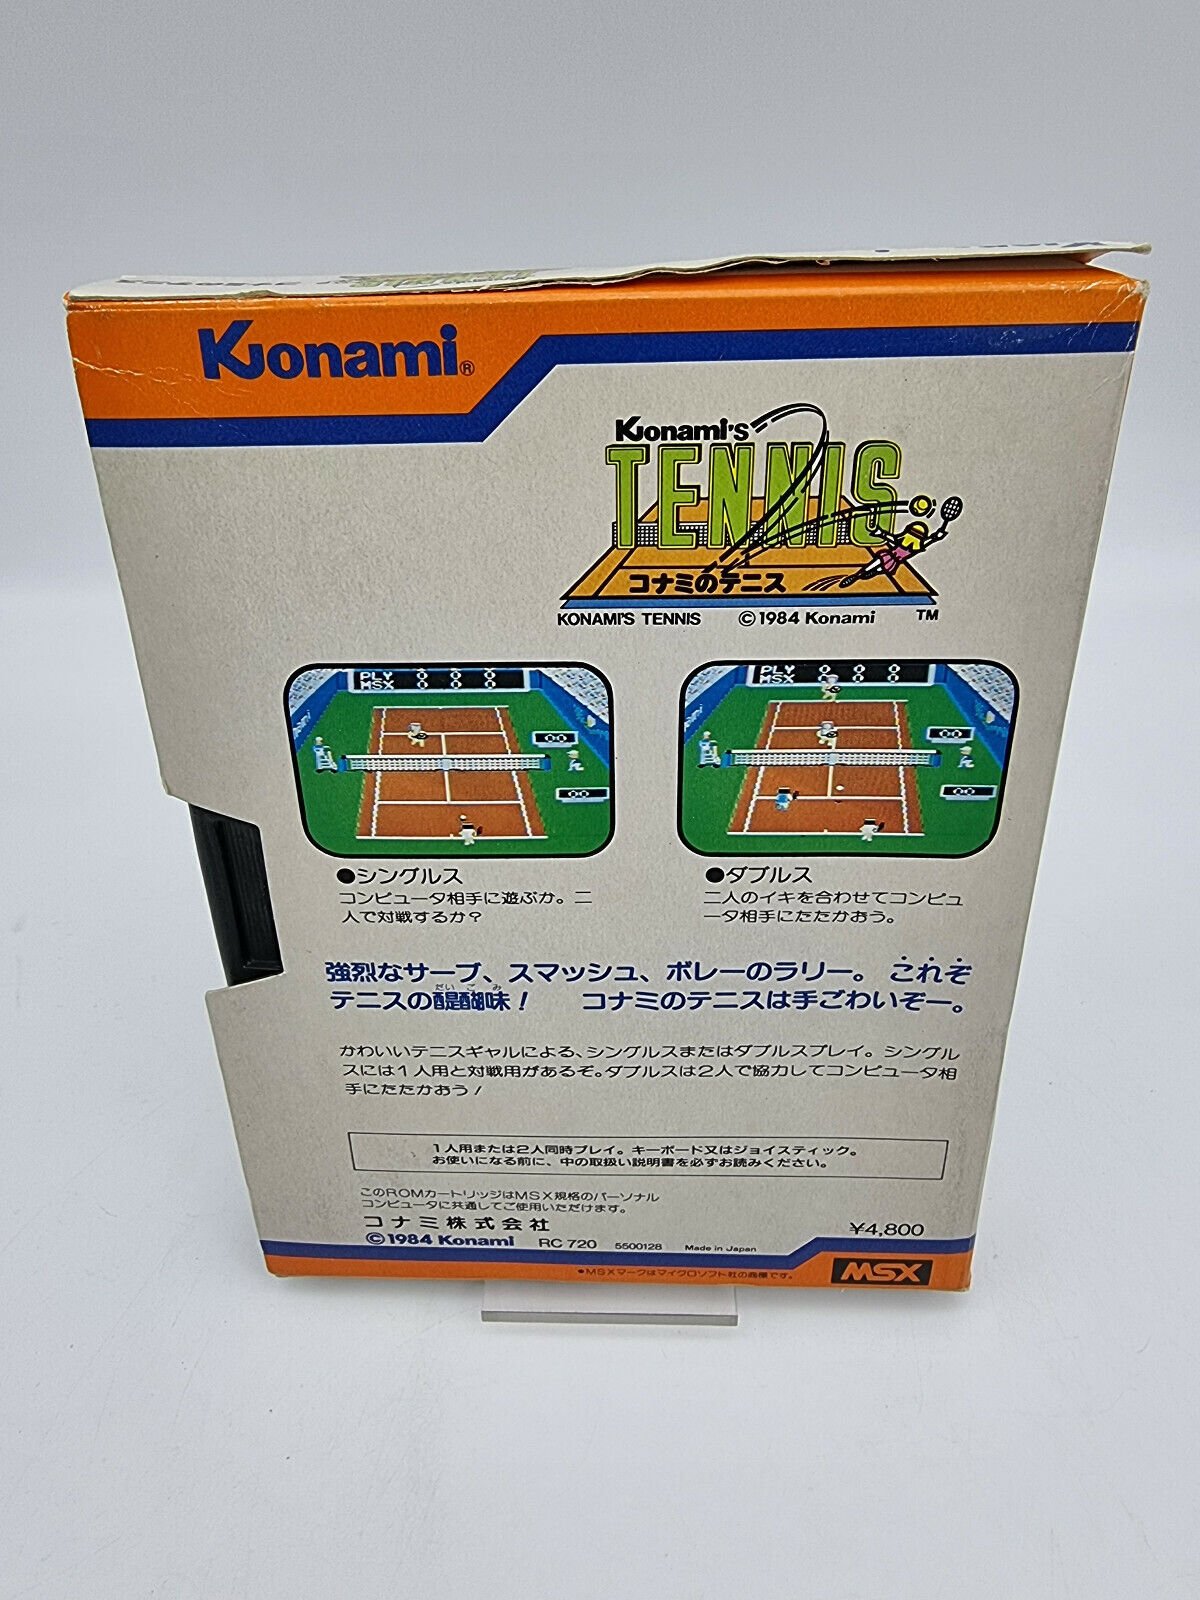 Konami®
Konami's
TENNIS
コナミのテニス
KONAMI'S TENNIS ©1984 Konami TM
PLY 0 0 0
MSX 0 0 0
Konami
00
00
PLY 0 0 0
MSX 0 0 0
Konami
00
00
●シングルス
コンピュータ相手に遊ぶか。二
人で対戦するか?
●ダブルス
二人のイキを合わせてコンピュ
ータ相手にたたかおう。
強烈なサーブ、スマッシュ、ボレーのラリー。 これぞ
だいごみ
テニスの醍醐味! コナミのテニスは手ごわいぞー。
かわいいテニスギャルによる、シングルスまたはダブルスプレイ。シングル
スには1人用と対戦用があるぞ。ダブルスは2人で協力してコンピュータ相
手にたたかおう!
1人用または2人同時プレイ。キーボード又はジョイスティック。
お使いになる前に、中の取扱い説明書を必ずお読みください。
このROMカートリッジはMSX規格のパーソナル
コンピュータに共通してご使用いただけます。
コナミ株式会社
©1984 Konami RC 720 5500128 Made in Japan
¥4,800
●MSXマークはマイクロソフト社の商標です。
MSX